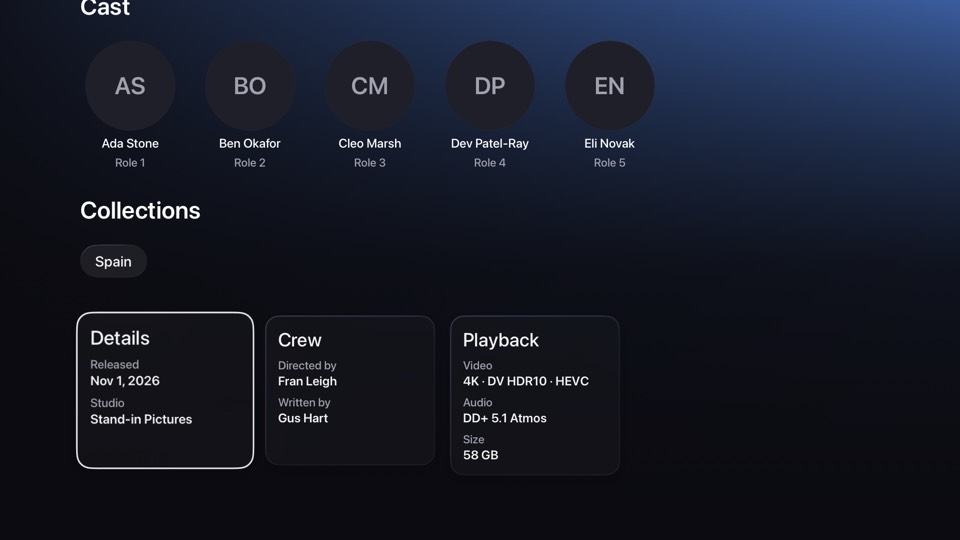 Cast
AS
BO
CM
DP
EN
Ada Stone
Ben Okafor
Cleo Marsh
Dev Patel-Ray
Eli Novak
Role 1
Role 2
Role 3
Role 4
Role 5
Collections
Spain
Details
Released
Nov 1, 2026
Studio
Stand-in Pictures
Crew
Directed by
Fran Leigh
Written by
Gus Hart
Playback
Video
4K · DV HDR10 · HEVC
Audio
DD+ 5.1 Atmos
Size
58 GB